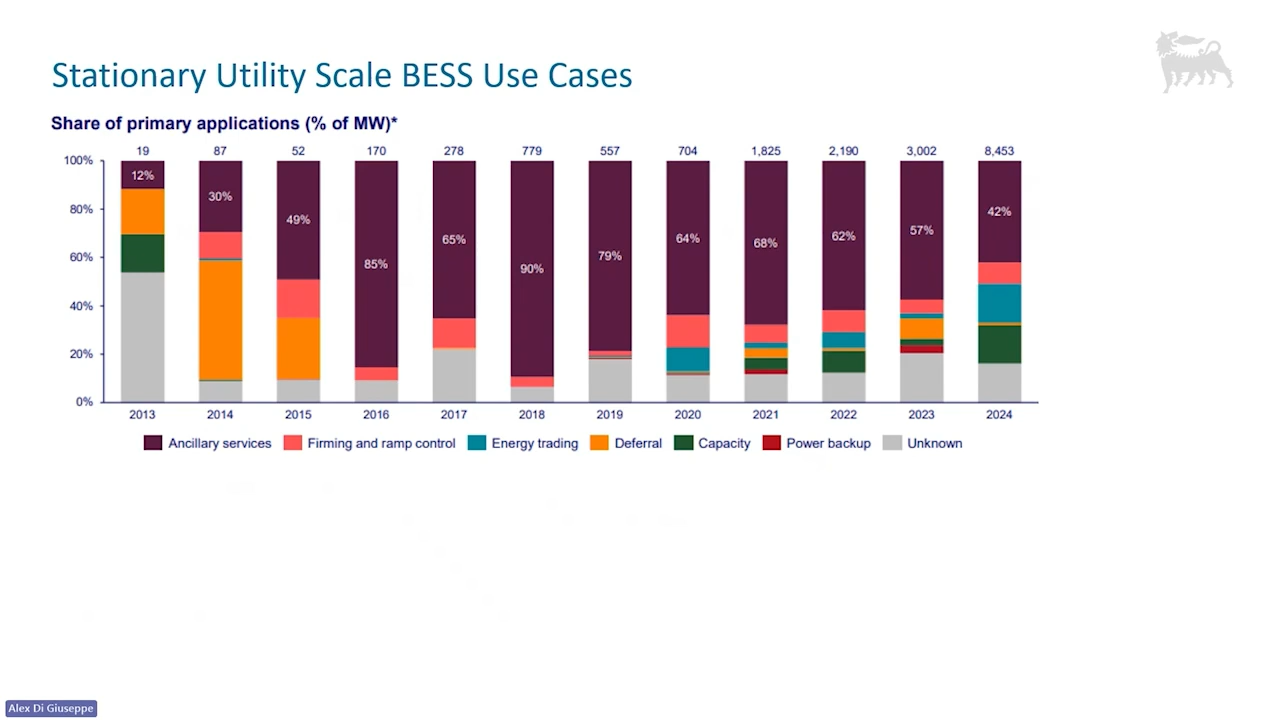 Stationary Utility Scale BESS Use Cases
Share of primary applications (% of MW)*
19 87 52 170 278 779 557 704 1,825 2,190 3,002 8,453
100%
80%
60%
40%
20%
0%
12% 30% 49% 85% 65% 90% 79% 64% 68% 62% 57% 42%
2013 2014 2015 2016 2017 2018 2019 2020 2021 2022 2023 2024
Ancillary services Firming and ramp control Energy trading Deferral Capacity Power backup Unknown
Alex Di Giuseppe